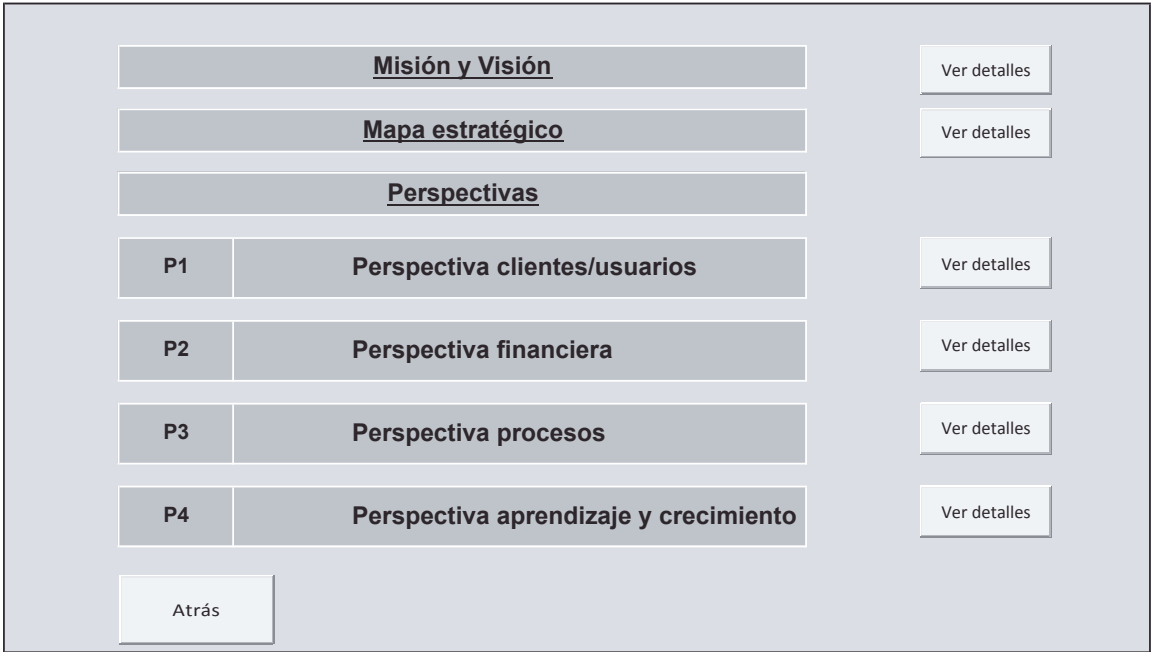 Misión y Visión
Ver detalles
Mapa estratégico
Ver detalles
Perspectivas
P1 Perspectiva clientes/usuarios
Ver detalles
P2 Perspectiva financiera
Ver detalles
P3 Perspectiva procesos
Ver detalles
P4 Perspectiva aprendizaje y crecimiento
Ver detalles
Atrás